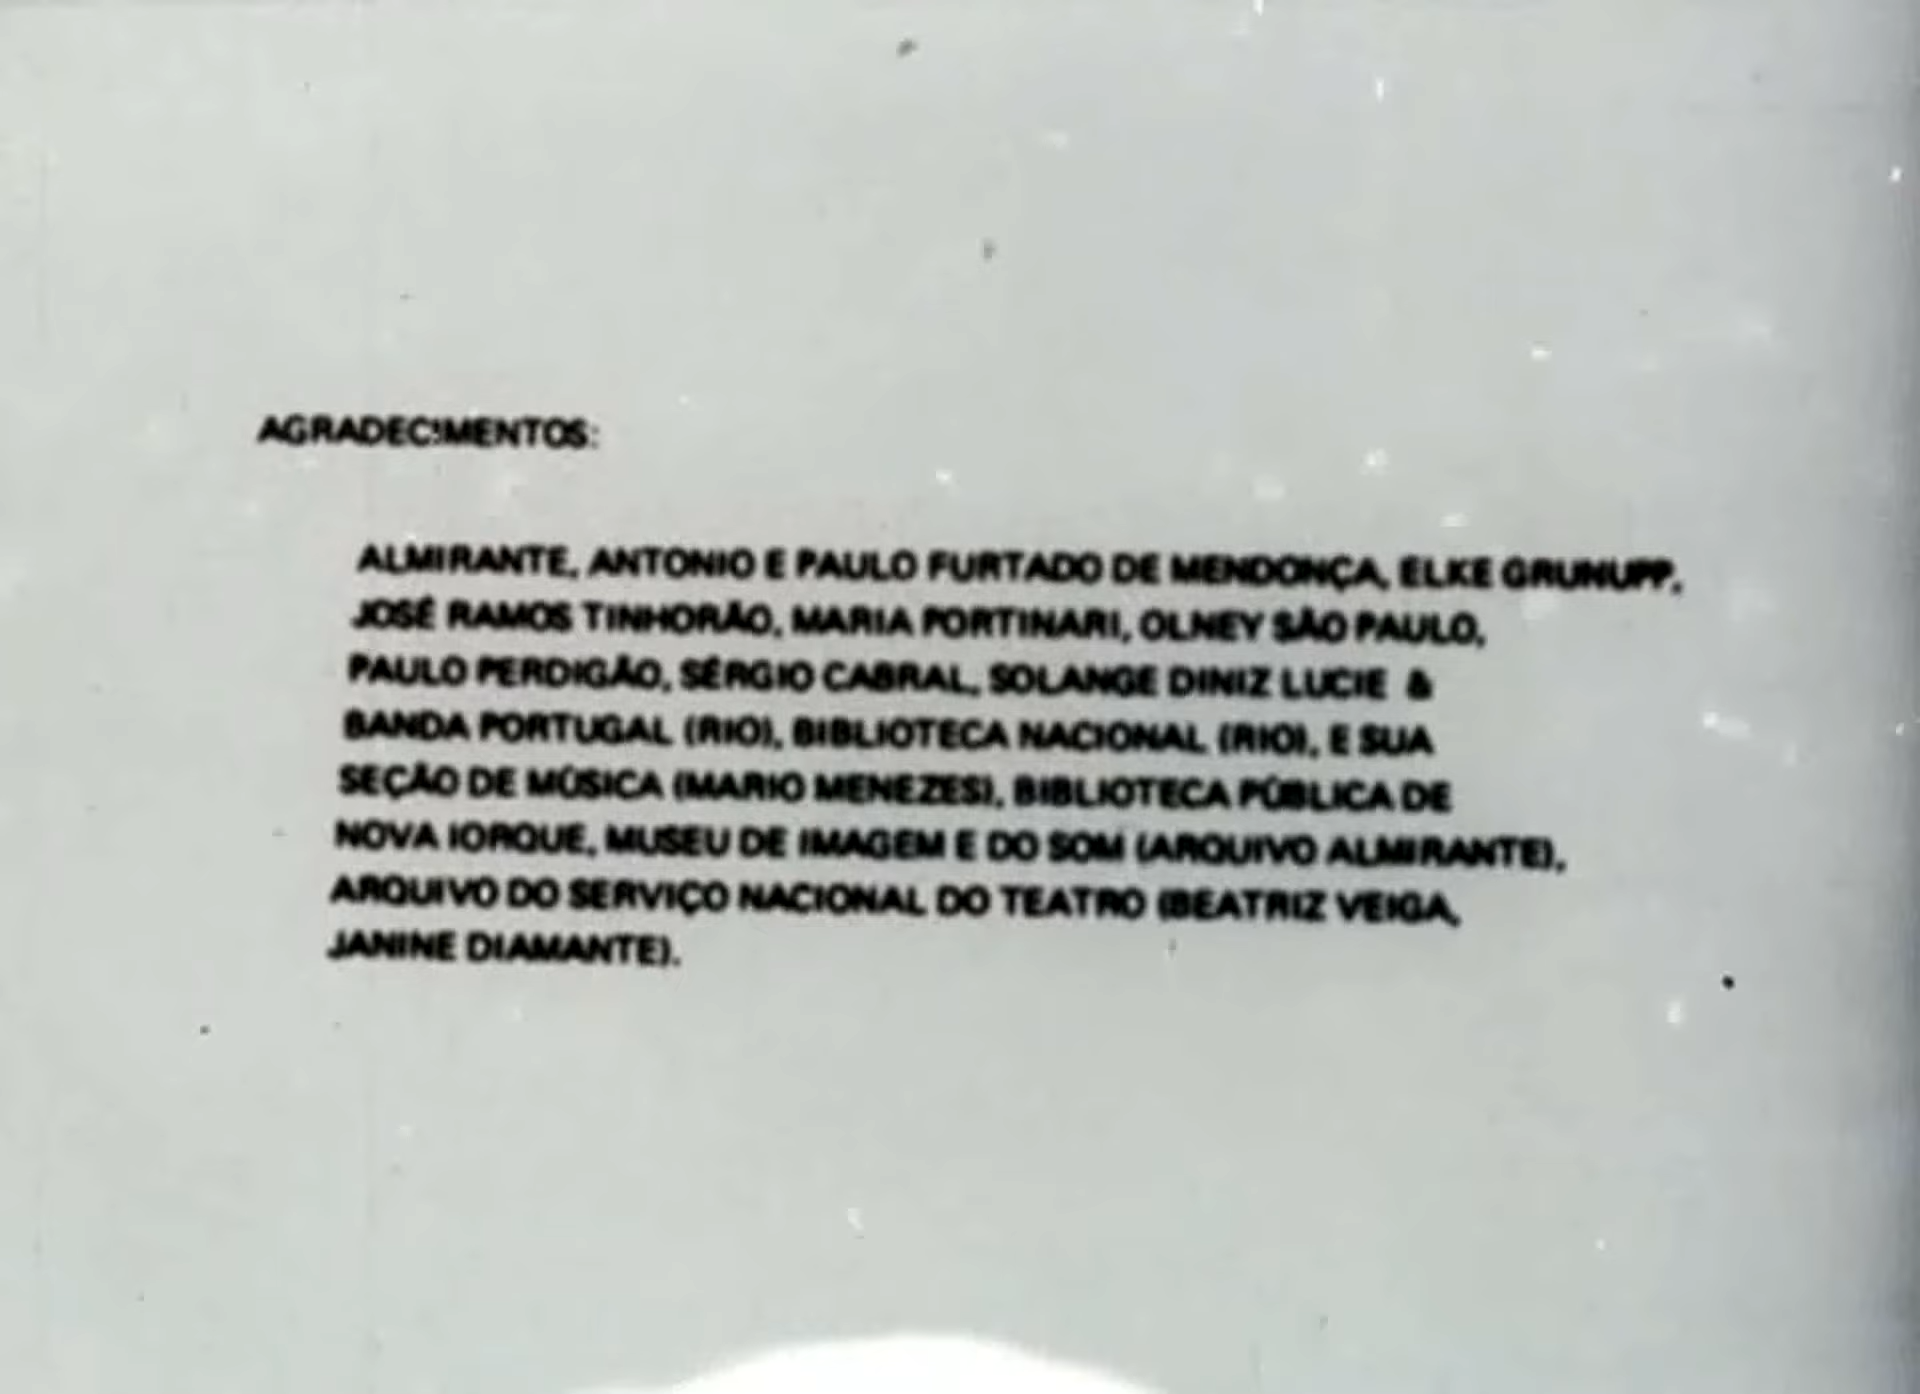 AGRADECIMENTOS:
ALMIRANTE, ANTONIO E PAULO FURTADO DE MENDONÇA, ELKE GRUNUPP,
JOSÉ RAMOS TINHORÃO, MARIA PORTINARI, OLNEY SÃO PAULO,
PAULO PERDIGÃO, SÉRGIO CABRAL, SOLANGE DINIZ LUCIE &
BANDA PORTUGAL (RIO), BIBLIOTECA NACIONAL (RIO), E SUA
SEÇÃO DE MÚSICA (MARIO MENEZES), BIBLIOTECA PÚBLICA DE
NOVA IORQUE, MUSEU DE IMAGEM E DO SOM (ARQUIVO ALMIRANTE),
ARQUIVO DO SERVIÇO NACIONAL DO TEATRO (BEATRIZ VEIGA,
JANINE DIAMANTE).